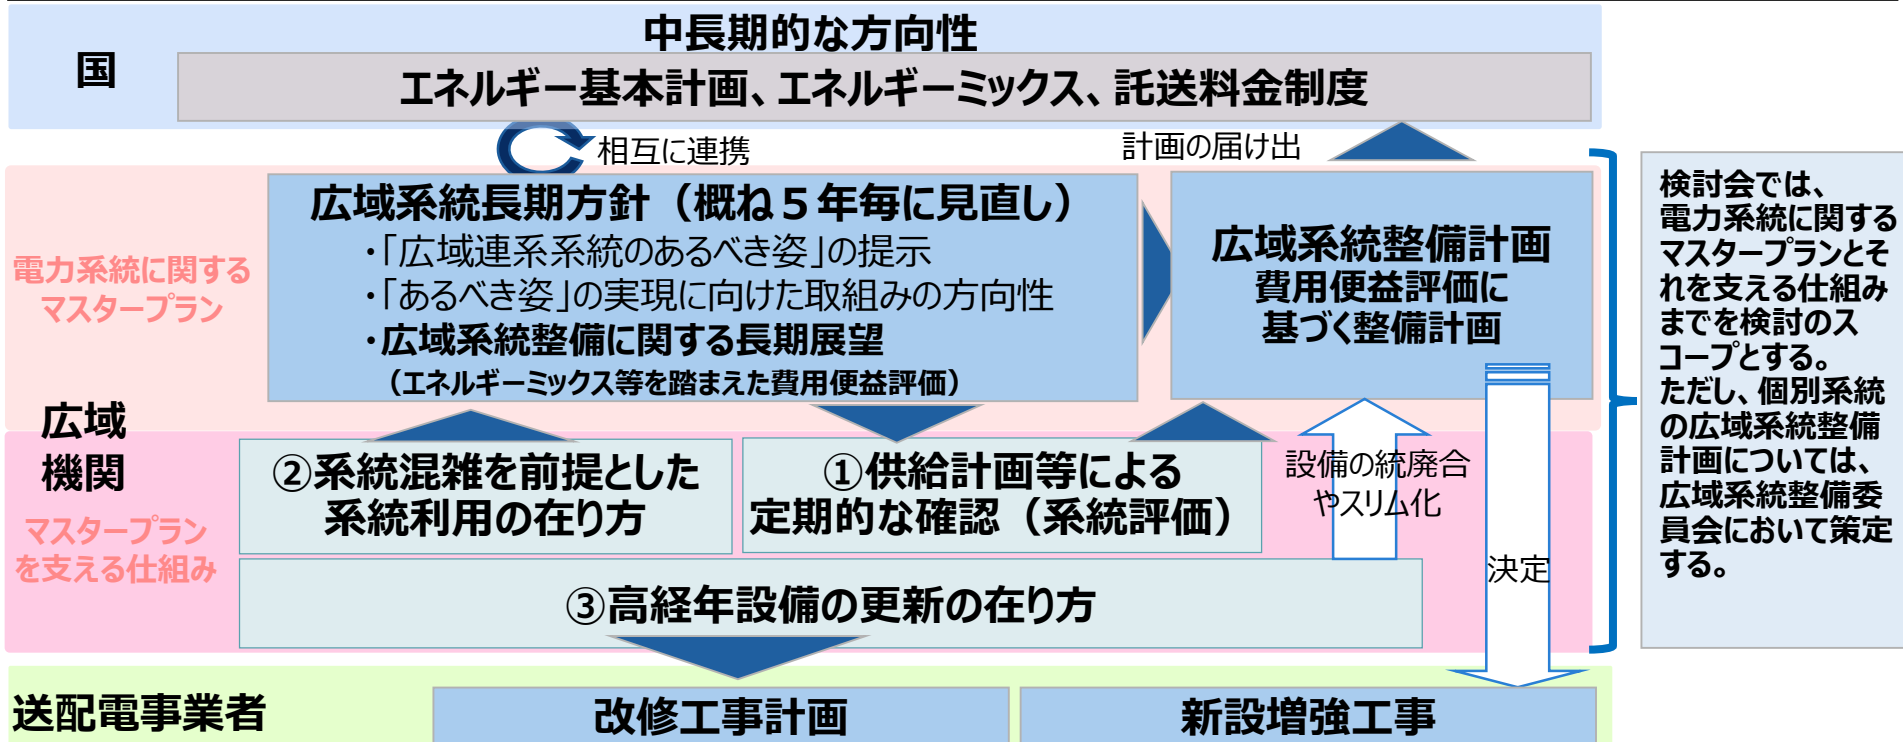 中長期的な方向性
国
エネルギー基本計画、エネルギーミックス、託送料金制度
相互に連携
計画の届け出
電力系統に関する
マスタープラン
広域系統長期方針（概ね５年毎に見直し）
・「広域連系系統のあるべき姿」の提示
・「あるべき姿」の実現に向けた取組みの方向性
・広域系統整備に関する長期展望
（エネルギーミックス等を踏まえた費用便益評価）
広域系統整備計画
費用便益評価に
基づく整備計画
広域
機関
マスタープラン
を支える仕組み
②系統混雑を前提とした
系統利用の在り方
①供給計画等による
定期的な確認（系統評価）
設備の統廃合
やスリム化
③高経年設備の更新の在り方
決定
送配電事業者
改修工事計画
新設増強工事
検討会では、
電力系統に関する
マスタープランとそ
れを支える仕組み
までを検討のス
コープとする。
ただし、個別系統
の広域系統整備
計画については、
広域系統整備委
員会において策定
する。